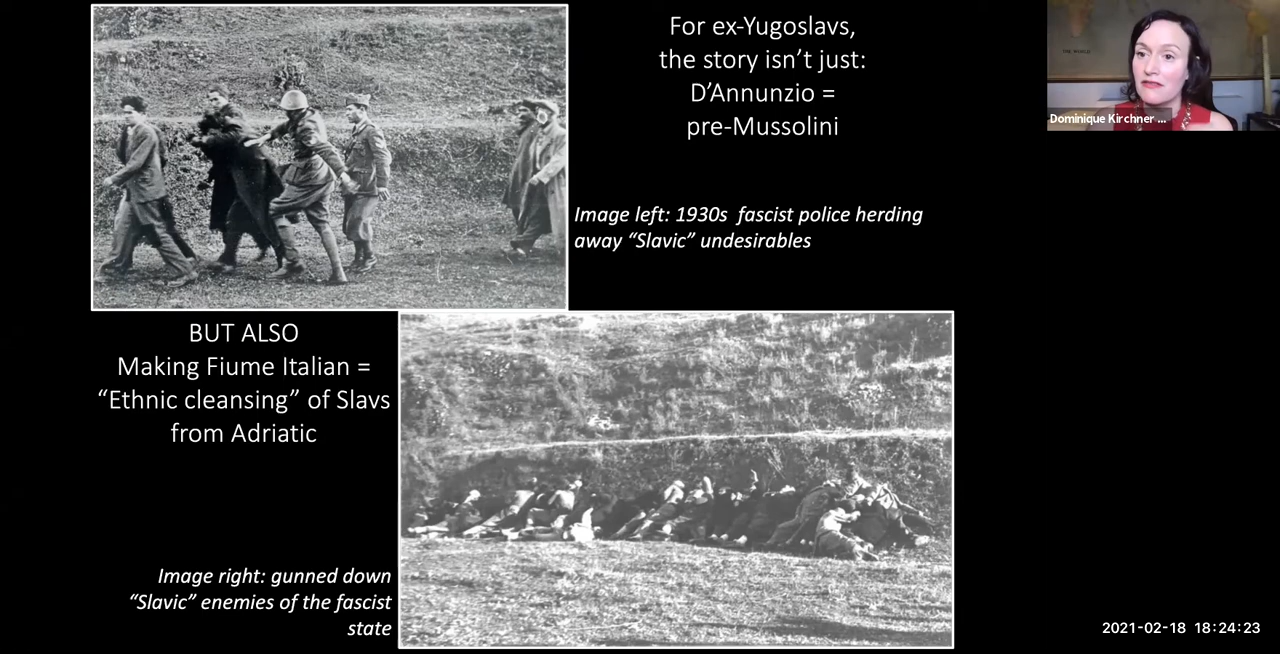 For ex-Yugoslavs,
the story isn’t just:
D’Annunzio =
pre-Mussolini
THE WORLD
Dominique Kirchner ...
Image left: 1930s fascist police herding
away “Slavic” undesirables
BUT ALSO
Making Fiume Italian =
“Ethnic cleansing” of Slavs
from Adriatic
Image right: gunned down
“Slavic” enemies of the fascist
state
2021-02-18 18:24:23